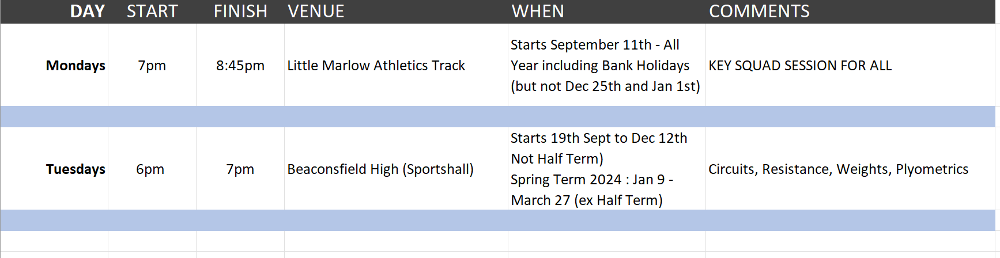 DAY START FINISH VENUE WHEN COMMENTS
Starts September 11th - All
Mondays 7pm 8:45pm Little Marlow Athletics Track Year including Bank Holidays KEY SQUAD SESSION FOR ALL
(but not Dec 25th and Jan 1st)
Starts 19th Sept to Dec 12th
Not Half Term)
Tuesdays 6pm 7pm Beaconsfield High (Sportshall) Circuits, Resistance, Weights, Plyometrics
Spring Term 2024 : Jan 9 -
March 27 (ex Half Term)